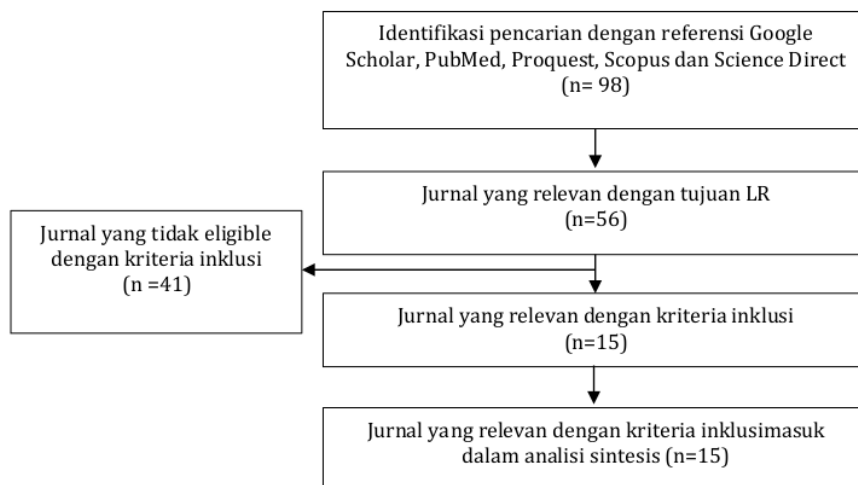 Identifikasi pencarian dengan referensi Google
Scholar, PubMed, Proquest, Scopus dan Science Direct
(n= 98)
Jurnal yang relevan dengan tujuan LR
(n=56)
Jurnal yang tidak eligible
dengan kriteria inklusi
(n =41)
Jurnal yang relevan dengan kriteria inklusi
(n=15)
Jurnal yang relevan dengan kriteria inklusimasuk
dalam analisi sintesis (n=15)